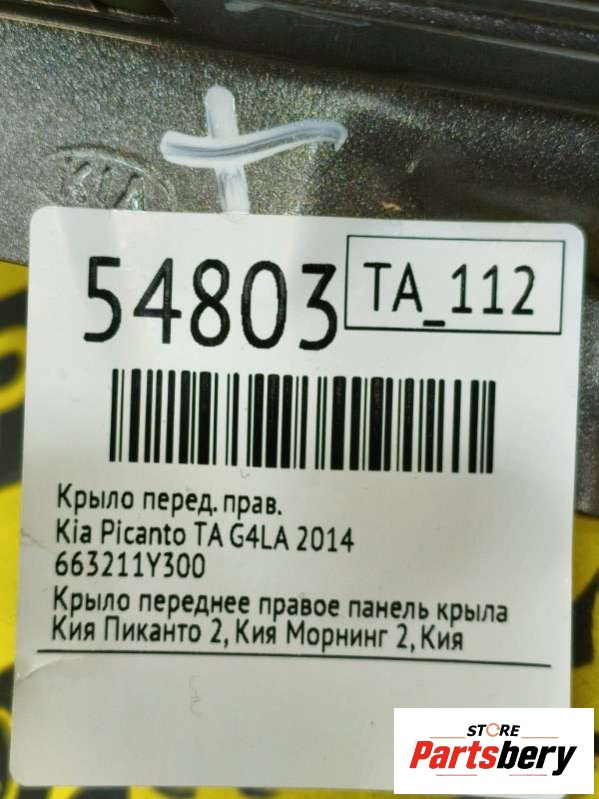 KIA
54803
TA_112
Крыло перед. прав.
Kia Picanto TA G4LA 2014
663211Y300
Крыло переднее правое панель крыла
Кия Пиканто 2, Кия Морнинг 2, Кия
STORE
Partsbery